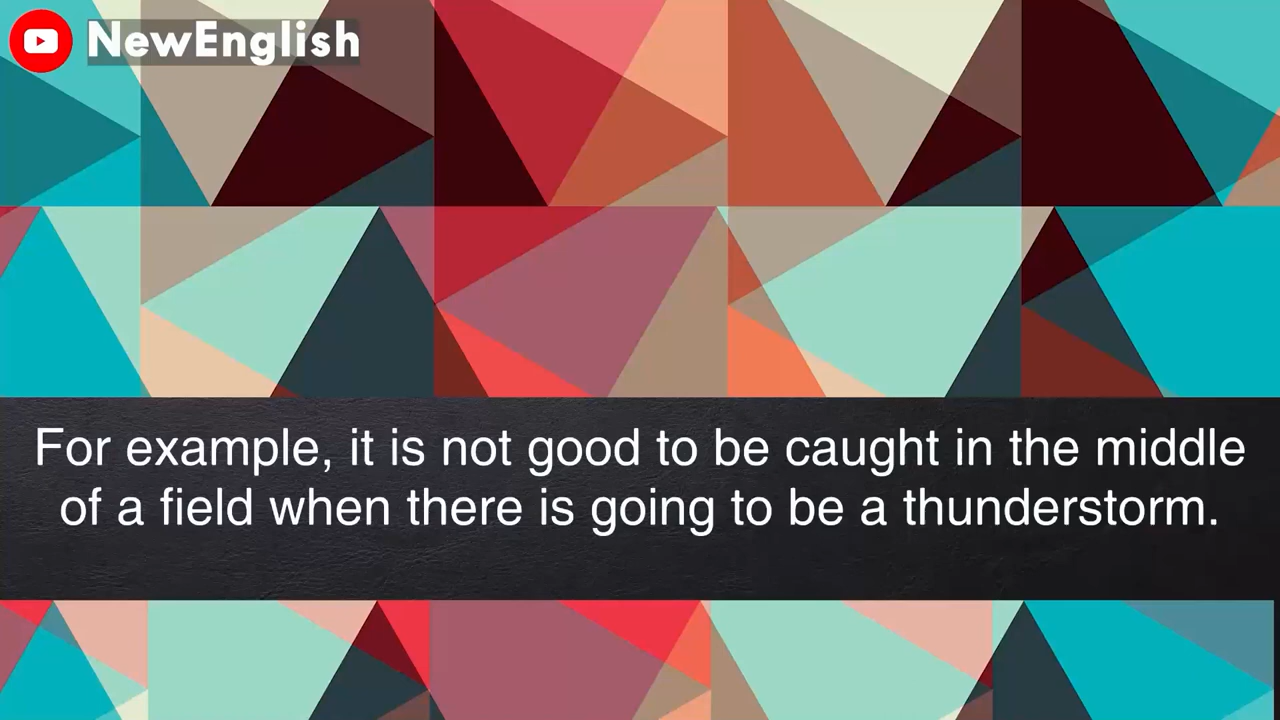 NewEnglish
For example, it is not good to be caught in the middle
of a field when there is going to be a thunderstorm.